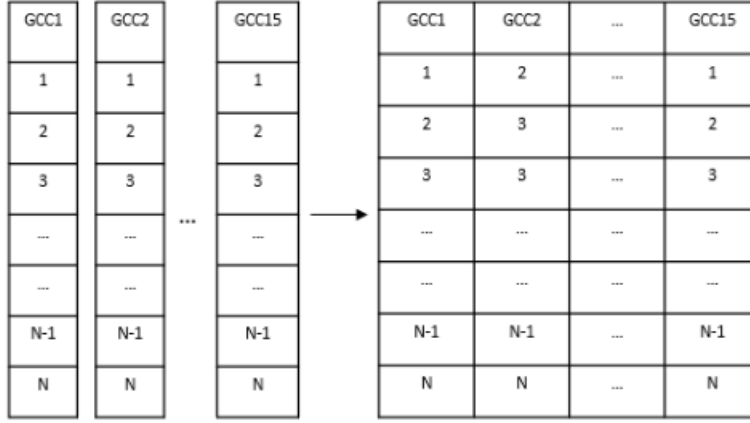 GCC1 GCC2 GCC15 GCC1 GCC2 ... GCC15
1 1 1 1 2 ... 1
2 2 2 2 3 ... 2
3 3 3 3 3 ... 3
...
... ... ... ... ... ... ...
... ... ... ... ... ... ...
N-1 N-1 N-1 N-1 N-1 ... N-1
N N N N N ... N